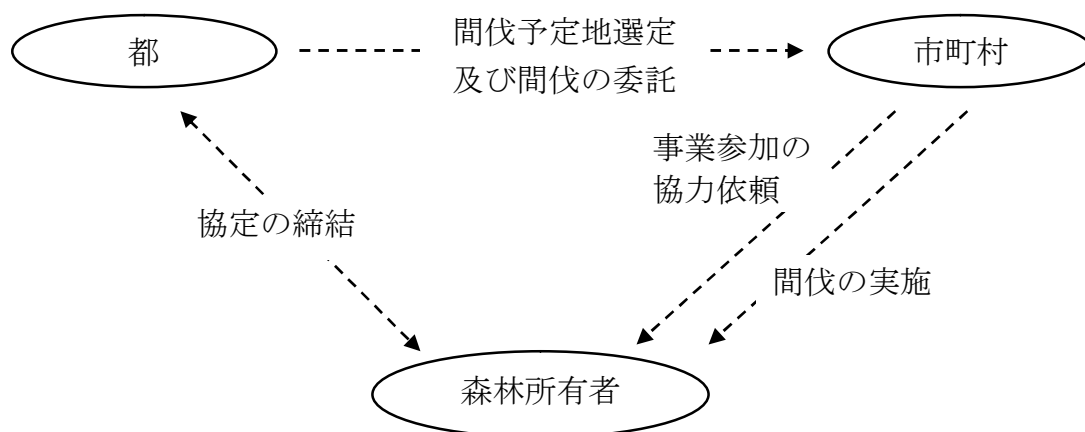 都
間伐予定地選定
及び間伐の委託
市町村
事業参加の
協力依頼
協定の締結
間伐の実施
森林所有者